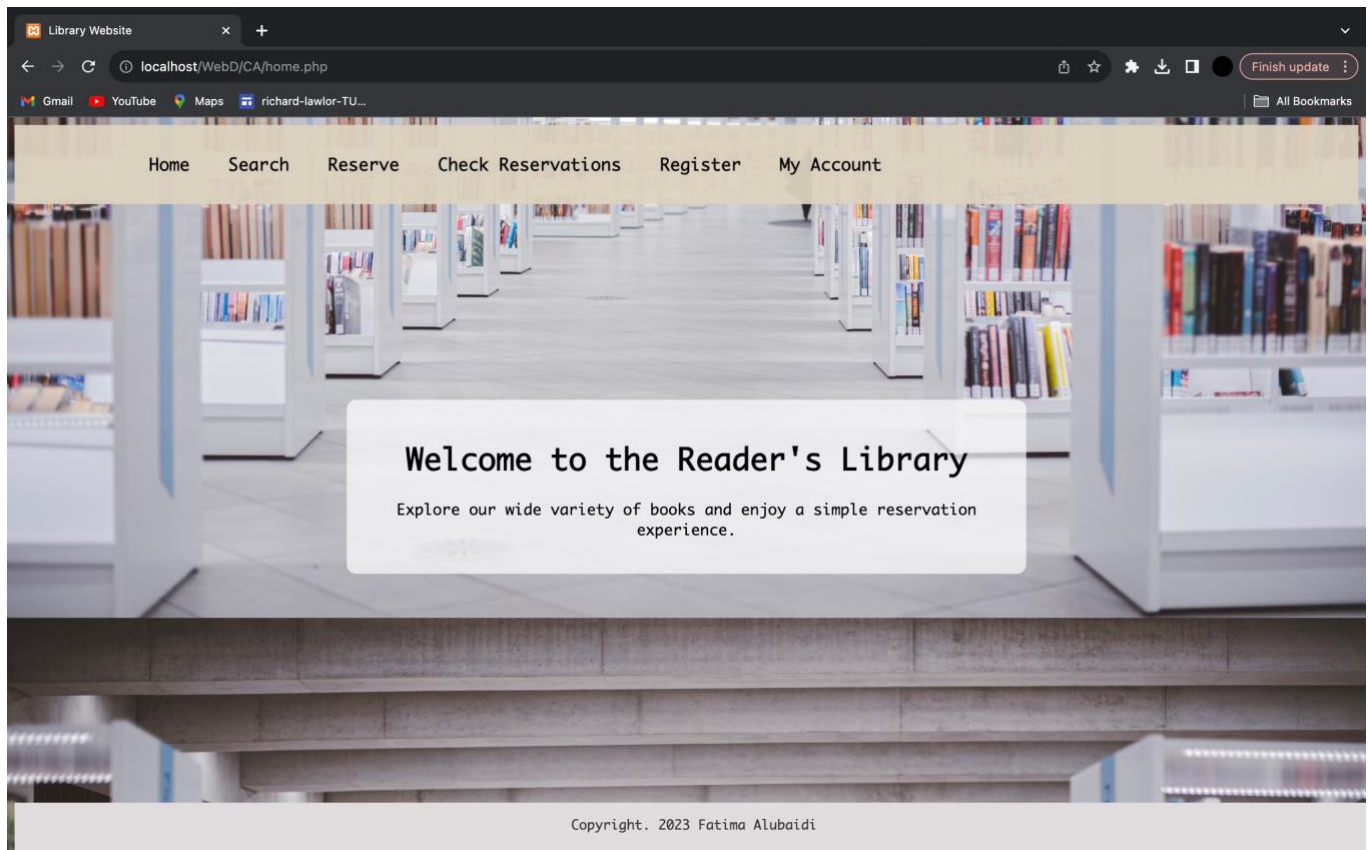 Library Website
localhost/WebD/CA/home.php
Finish update
Gmail YouTube Maps richard-lawlor-TU...
All Bookmarks
Home Search Reserve Check Reservations Register My Account
Welcome to the Reader's Library
Explore our wide variety of books and enjoy a simple reservation
experience.
Copyright. 2023 Fatima Alubaidi